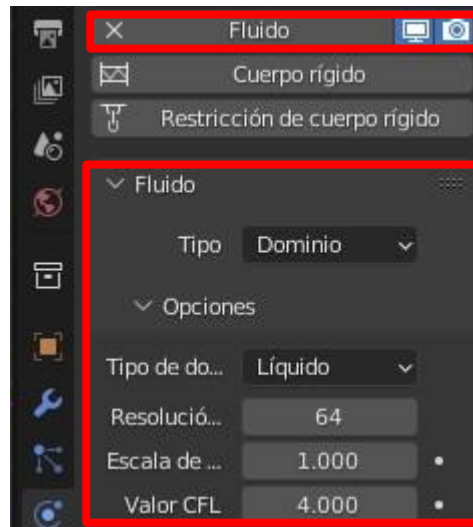 Fluido
Cuerpo rígido
Restricción de cuerpo rígido
Fluido
Tipo Dominio
Opciones
Tipo de do... Líquido
Resolució... 64
Escala de ... 1.000
Valor CFL 4.000